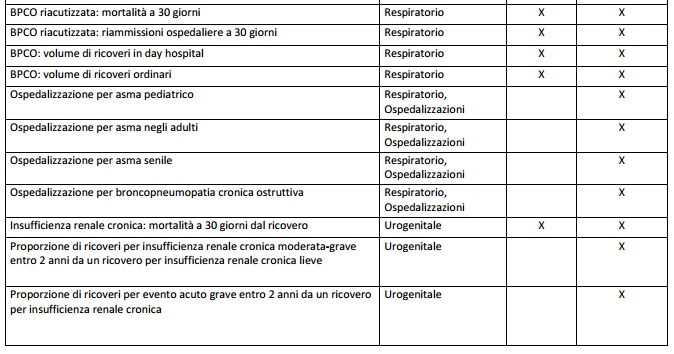 BPCO riacutizzata: mortalità a 30 giorni Respiratorio X X
BPCO riacutizzata: riammissioni ospedaliere a 30 giorni Respiratorio X X
BPCO: volume di ricoveri in day hospital Respiratorio X X
BPCO: volume di ricoveri ordinari Respiratorio X X
Ospedalizzazione per asma pediatrico Respiratorio, X
Ospedalizzazioni
Ospedalizzazione per asma negli adulti Respiratorio, X
Ospedalizzazioni
Ospedalizzazione per asma senile Respiratorio, X
Ospedalizzazioni
Ospedalizzazione per broncopneumopatia cronica ostruttiva Respiratorio, X
Ospedalizzazioni
Insufficienza renale cronica: mortalità a 30 giorni dal ricovero Urogenitale X X
Proporzione di ricoveri per insufficienza renale cronica moderata-grave Urogenitale X
entro 2 anni da un ricovero per insufficienza renale cronica lieve
Proporzione di ricoveri per evento acuto grave entro 2 anni da un ricovero Urogenitale X
per insufficienza renale cronica